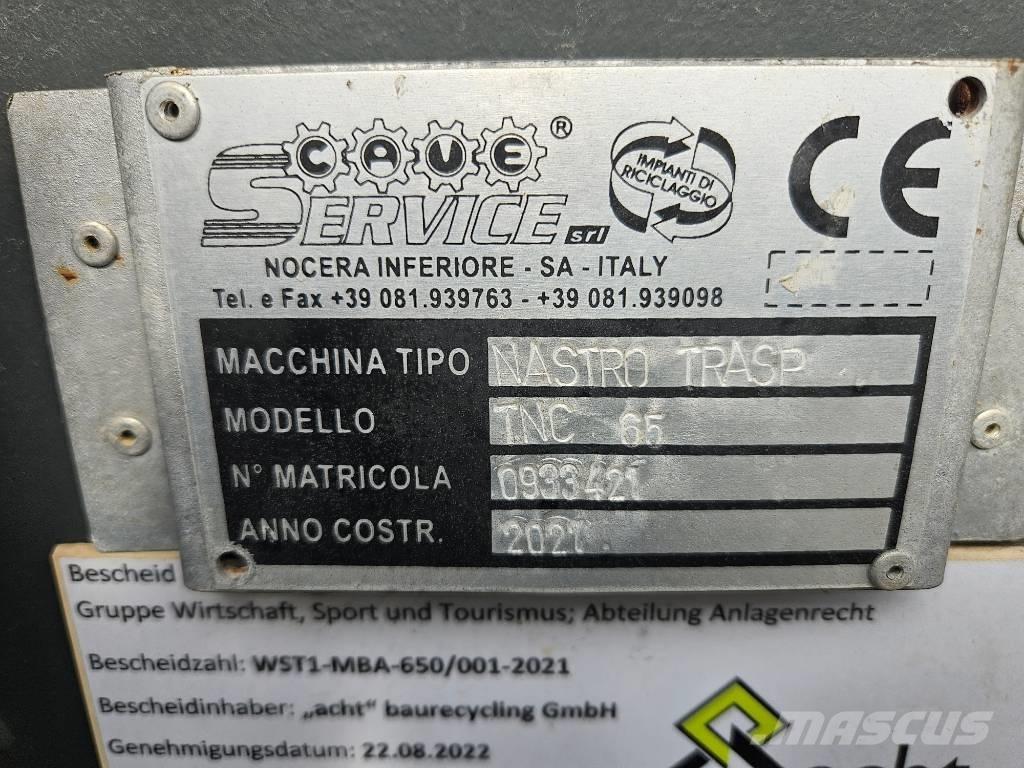 CAVE ®
SERVICE srl
IMPIANTI DI RICICLAGGIO
CE
NOCERA INFERIORE - SA - ITALY
Tel. e Fax +39 081.939763 - +39 081.939098
MACCHINA TIPO NASTRO TRASP
MODELLO TNC 65
N° MATRICOLA 0933421
ANNO COSTR. 2021
Bescheid
Gruppe Wirtschaft, Sport und Tourismus; Abteilung Anlagenrecht
Bescheidzahl: WST1-MBA-650/001-2021
Bescheidinhaber: „acht“ baurecycling GmbH
Genehmigungsdatum: 22.08.2022
acht
MASCUS